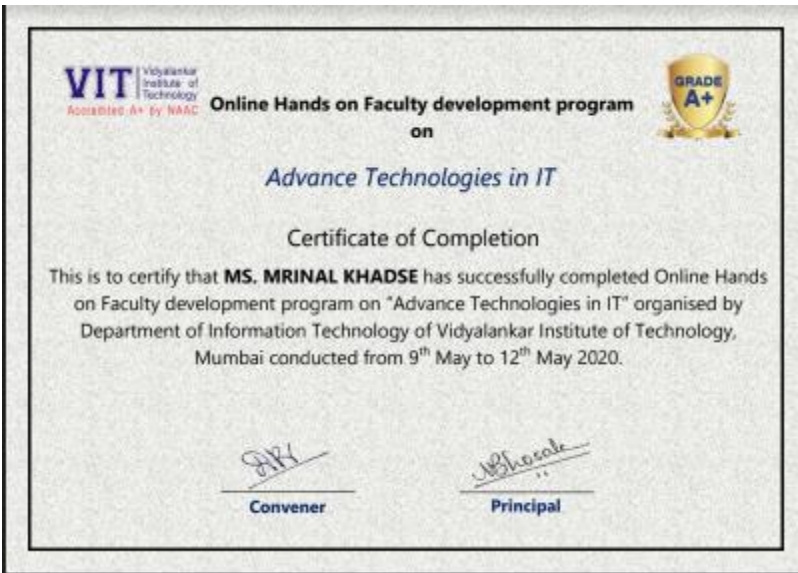 VIT
Vidyalankar
Institute of
Technology
Accredited A+ by NAAC
GRADE
A+
Online Hands on Faculty development program
on
Advance Technologies in IT
Certificate of Completion
This is to certify that MS. MRINAL KHADSE has successfully completed Online Hands
on Faculty development program on "Advance Technologies in IT" organised by
Department of Information Technology of Vidyalankar Institute of Technology,
Mumbai conducted from 9th May to 12th May 2020.
NBhosale
Convener
Principal